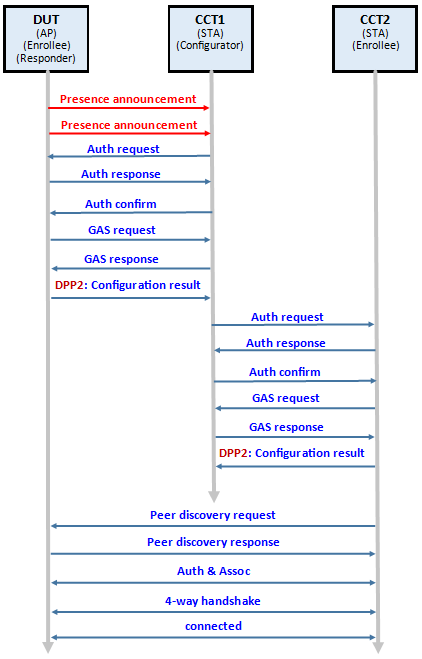 DUT
(AP)
(Enrollee)
(Responder)
CCT1
(STA)
(Configurator)
CCT2
(STA)
(Enrollee)
Presence announcement
Presence announcement
Auth request
Auth response
Auth confirm
GAS request
GAS response
DPP2: Configuration result
Auth request
Auth response
Auth confirm
GAS request
GAS response
DPP2: Configuration result
Peer discovery request
Peer discovery response
Auth & Assoc
4-way handshake
connected